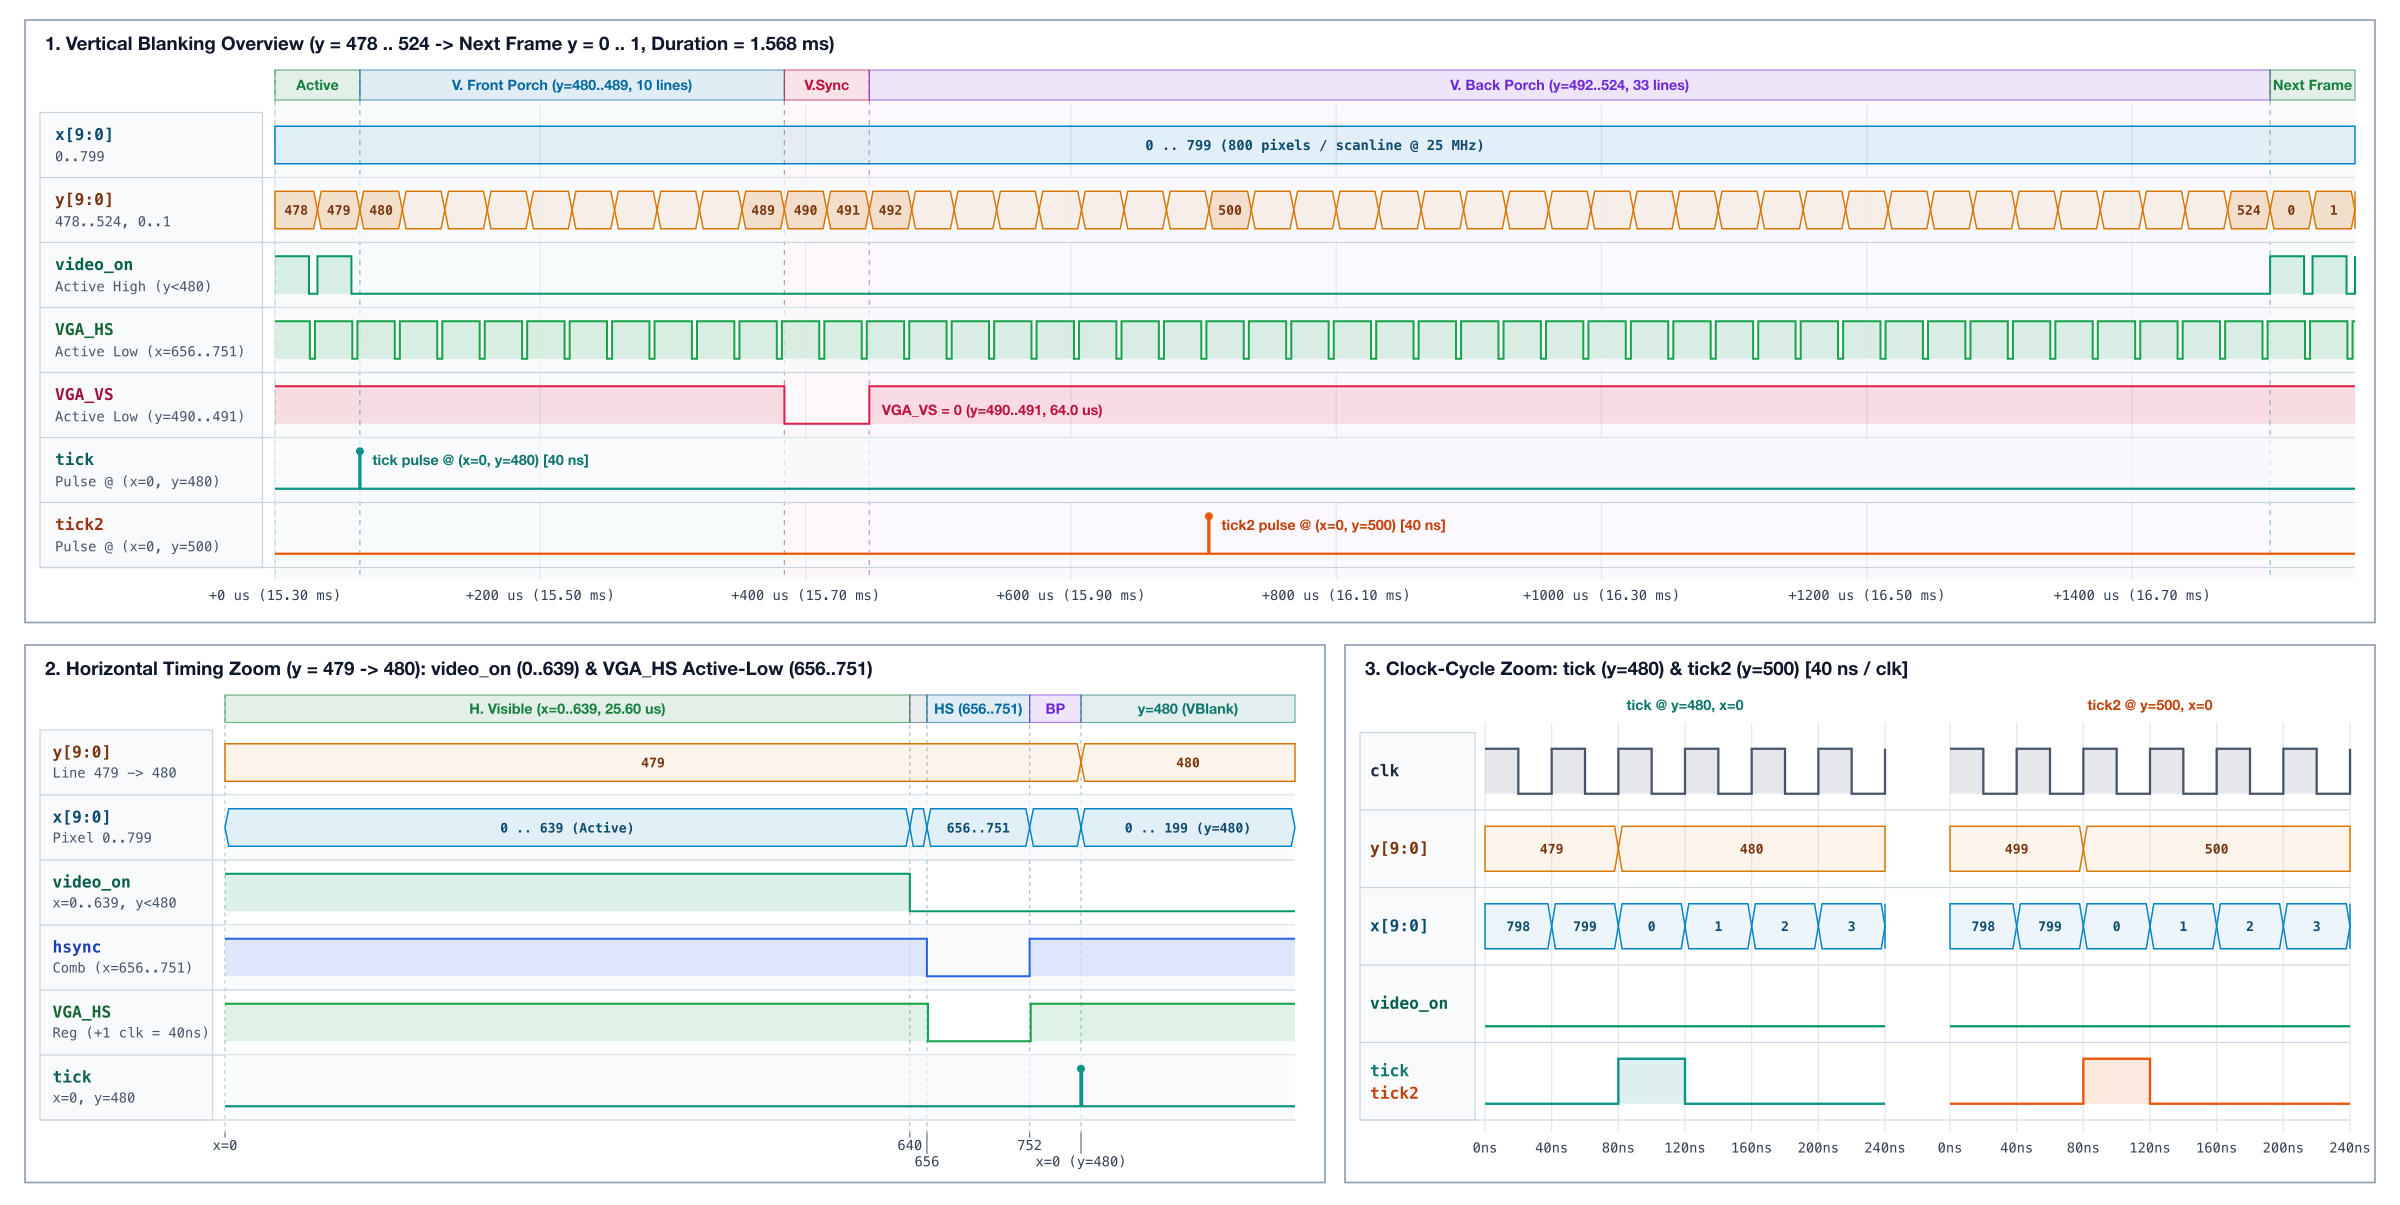 1. Vertical Blanking Overview (y = 478 .. 524 -> Next Frame y = 0 .. 1, Duration = 1.568 ms)
Active V. Front Porch (y=480..489, 10 lines) V.Sync V. Back Porch (y=492..524, 33 lines) Next Frame
x[9:0]
0..799
0 .. 799 (800 pixels / scanline @ 25 MHz)
y[9:0]
478..524, 0..1
478 479 480 489 490 491 492 500 524 0 1
video_on
Active High (y<480)
VGA_HS
Active Low (x=656..751)
VGA_VS
Active Low (y=490..491)
VGA_VS = 0 (y=490..491, 64.0 us)
tick
Pulse @ (x=0, y=480)
tick pulse @ (x=0, y=480) [40 ns]
tick2
Pulse @ (x=0, y=500)
tick2 pulse @ (x=0, y=500) [40 ns]
+0 us (15.30 ms) +200 us (15.50 ms) +400 us (15.70 ms) +600 us (15.90 ms) +800 us (16.10 ms) +1000 us (16.30 ms) +1200 us (16.50 ms) +1400 us (16.70 ms)
2. Horizontal Timing Zoom (y = 479 -> 480): video_on (0..639) & VGA_HS Active-Low (656..751)
H. Visible (x=0..639, 25.60 us) HS (656..751) BP y=480 (VBlank)
y[9:0]
Line 479 -> 480
479 480
x[9:0]
Pixel 0..799
0 .. 639 (Active) 656..751 0 .. 199 (y=480)
video_on
x=0..639, y<480
hsync
Comb (x=656..751)
VGA_HS
Reg (+1 clk = 40ns)
tick
x=0, y=480
x=0 640 752
656 x=0 (y=480)
3. Clock-Cycle Zoom: tick (y=480) & tick2 (y=500) [40 ns / clk]
tick @ y=480, x=0 tick2 @ y=500, x=0
clk
y[9:0] 479 480 499 500
x[9:0] 798 799 0 1 2 3 798 799 0 1 2 3
video_on
tick
tick2
0ns 40ns 80ns 120ns 160ns 200ns 240ns 0ns 40ns 80ns 120ns 160ns 200ns 240ns